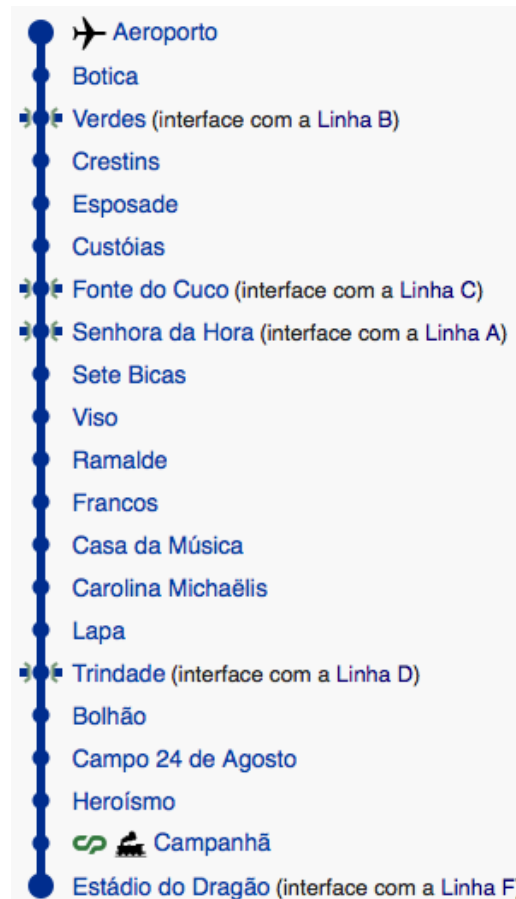 Aeroporto
Botica
Verdes (interface com a Linha B)
Crestins
Esposade
Custóias
Fonte do Cuco (interface com a Linha C)
Senhora da Hora (interface com a Linha A)
Sete Bicas
Viso
Ramalde
Francos
Casa da Música
Carolina Michaëlis
Lapa
Trindade (interface com a Linha D)
Bolhão
Campo 24 de Agosto
Heroísmo
CP Campanhã
Estádio do Dragão (interface com a Linha F)